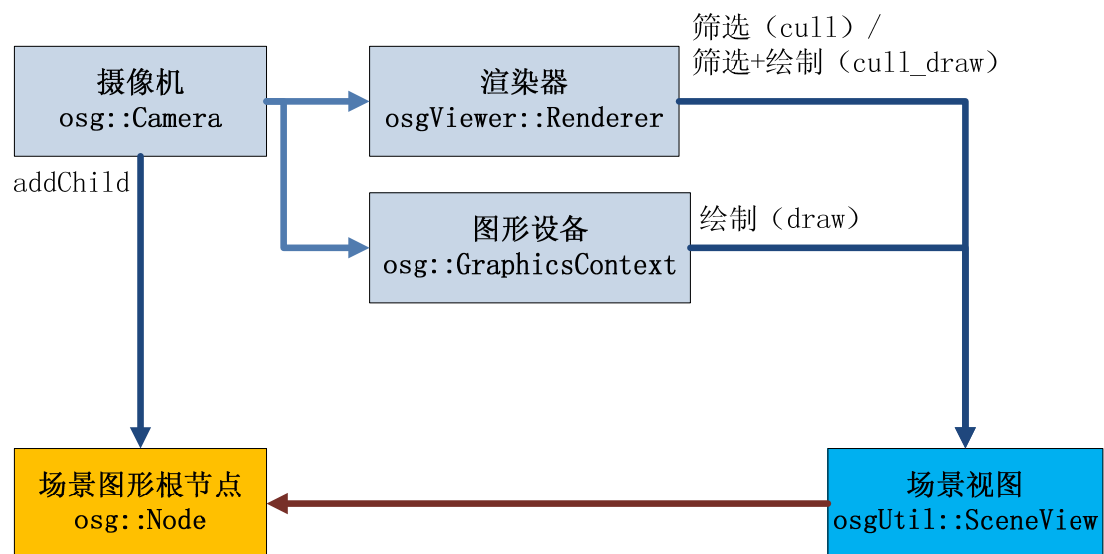 摄像机
osg::Camera
渲染器
osgViewer::Renderer
筛选（cull）/
筛选+绘制（cull_draw）
addChild
图形设备
osg::GraphicsContext
绘制（draw）
场景图形根节点
osg::Node
场景视图
osgUtil::SceneView